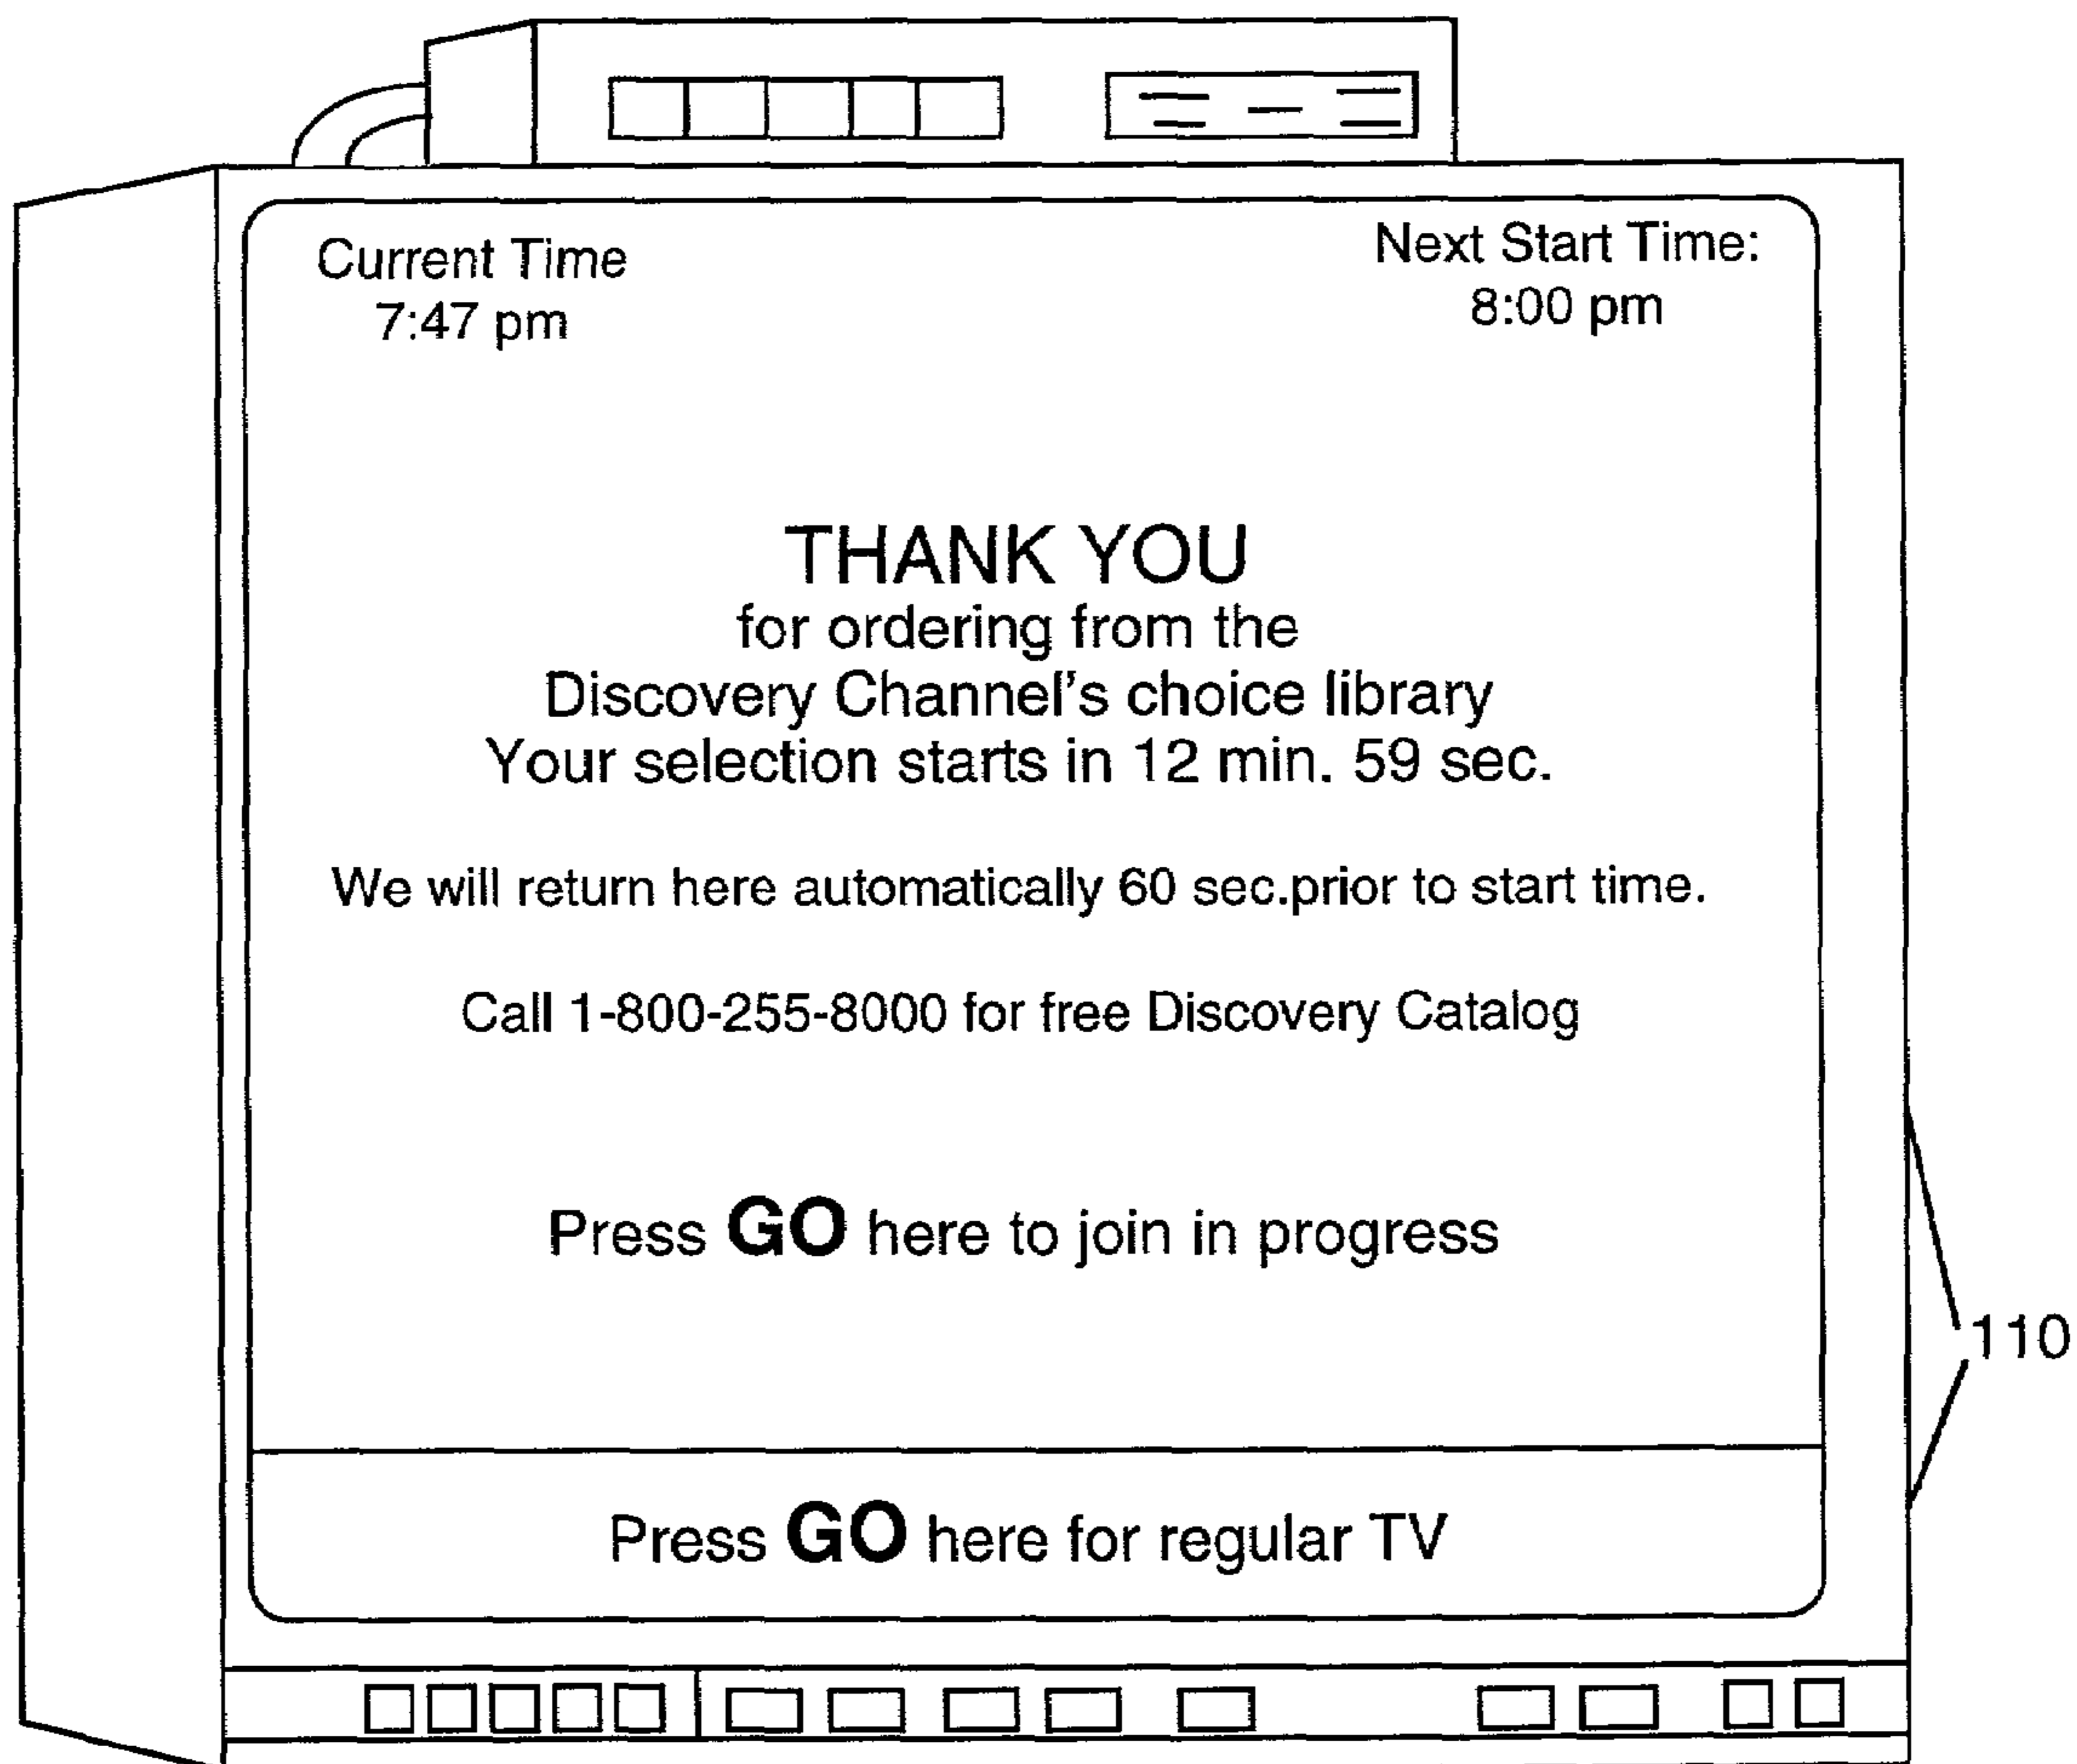 Current Time
7:47 pm
Next Start Time:
8:00 pm
THANK YOU
for ordering from the
Discovery Channel's choice library
Your selection starts in 12 min. 59 sec.
We will return here automatically 60 sec.prior to start time.
Call 1-800-255-8000 for free Discovery Catalog
Press GO here to join in progress
110
Press GO here for regular TV